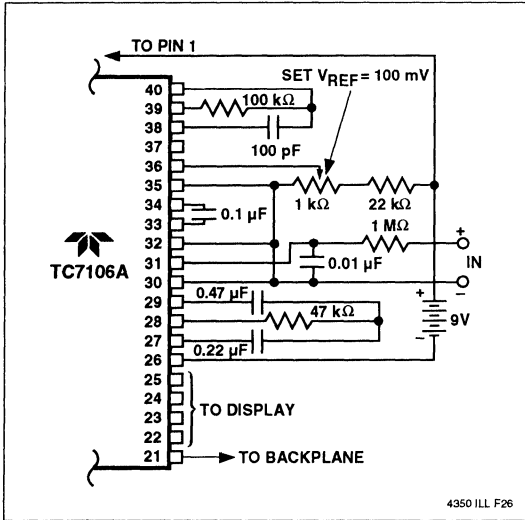 TO PIN 1
SET VREF = 100 mV
40
39
38
37
36
35
34
33
32
31
30
29
28
27
26
25
24
23
22
21
100 kΩ
100 pF
1 kΩ
22 kΩ
0.1 µF
1 MΩ
+
IN
–
0.01 µF
TC7106A
0.47 µF
47 kΩ
0.22 µF
+
9V
–
TO DISPLAY
TO BACKPLANE
4350 ILL F26